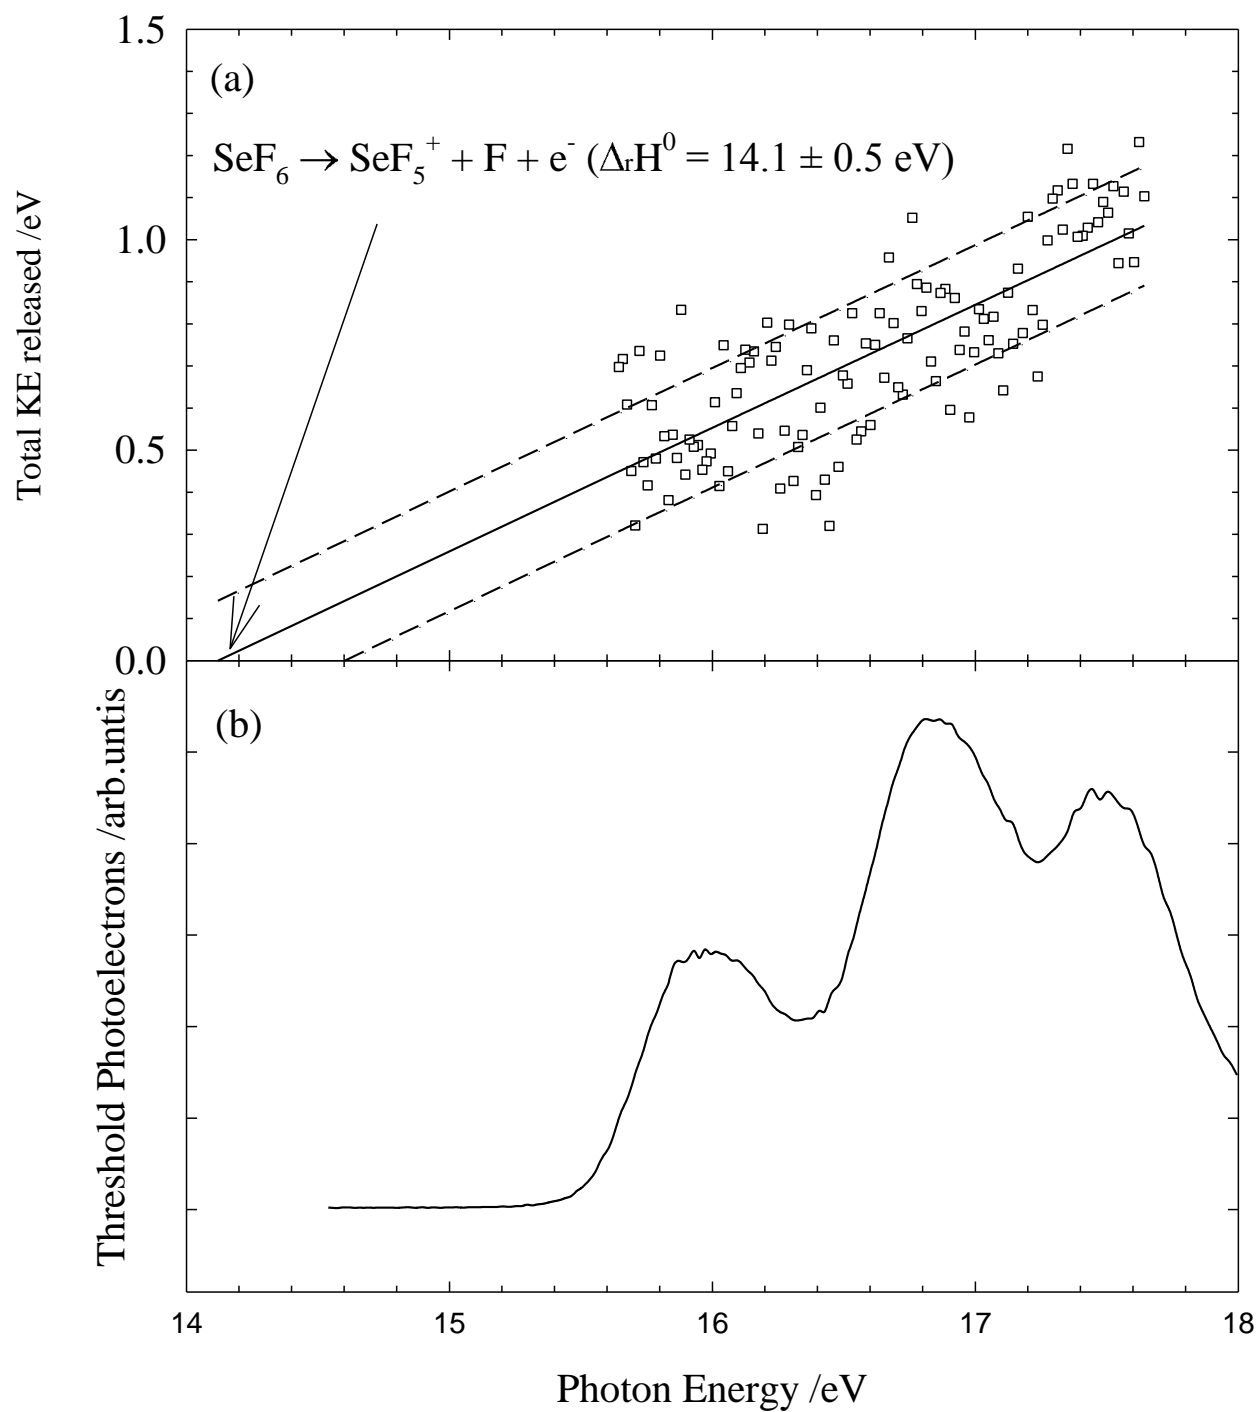 1.5
(a)
SeF6 → SeF5+ + F + e- (ΔrH0 = 14.1 ± 0.5 eV)
Total KE released /eV
1.0
0.5
0.0
(b)
Threshold Photoelectrons /arb.untis
14 15 16 17 18
Photon Energy /eV